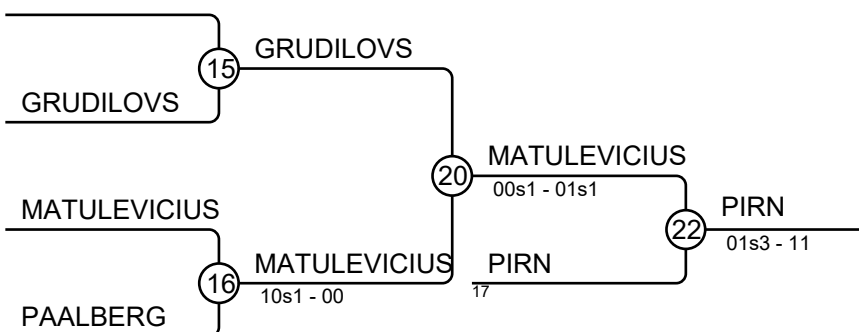 GRUDILOVS
15
GRUDILOVS
MATULEVICIUS
20
00s1 - 01s1
MATULEVICIUS
PIRN
22
01s3 - 11
MATULEVICIUS
16
10s1 - 00
PIRN
17
PAALBERG